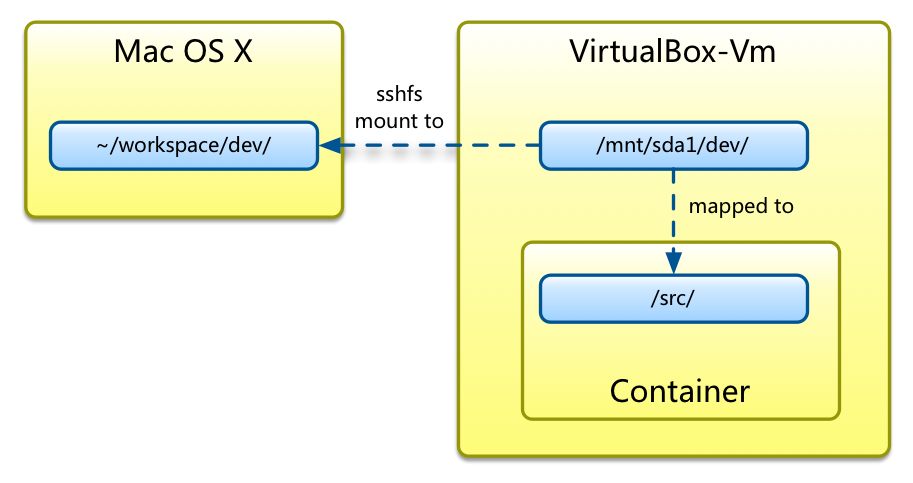 Mac OS X
VirtualBox-Vm
sshfs
mount to
~/workspace/dev/
/mnt/sda1/dev/
mapped to
/src/
Container